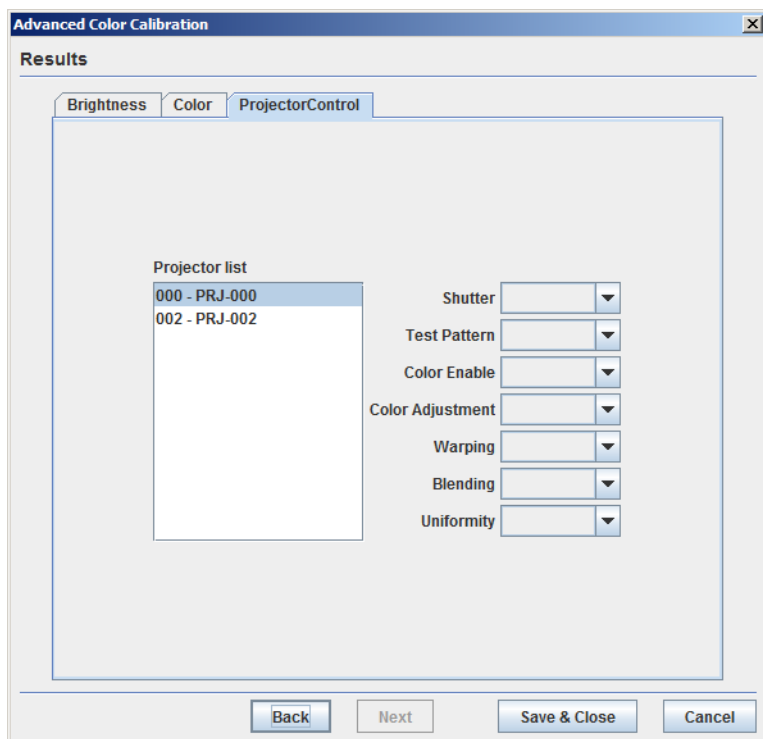 Advanced Color Calibration
Results
Brightness Color ProjectorControl
Projector list
000 - PRJ-000
002 - PRJ-002
Shutter
Test Pattern
Color Enable
Color Adjustment
Warping
Blending
Uniformity
Back Next Save & Close Cancel